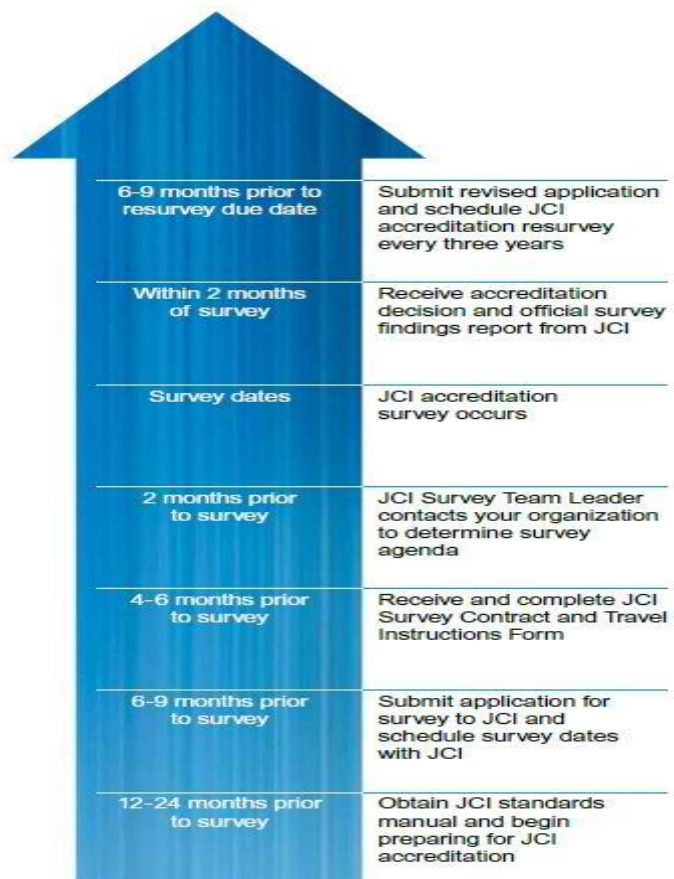 6-9 months prior to
resurvey due date
Submit revised application
and schedule JCI
accreditation resurvey
every three years
Within 2 months
of survey
Receive accreditation
decision and official survey
findings report from JCI
Survey dates
JCI accreditation
survey occurs
2 months prior
to survey
JCI Survey Team Leader
contacts your organization
to determine survey
agenda
4-6 months prior
to survey
Receive and complete JCI
Survey Contract and Travel
Instructions Form
6-9 months prior
to survey
Submit application for
survey to JCI and
schedule survey dates
with JCI
12-24 months prior
to survey
Obtain JCI standards
manual and begin
preparing for JCI
accreditation